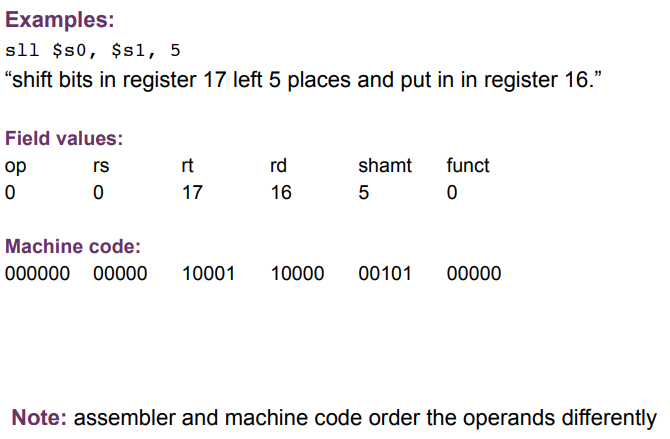 Examples:
sll $s0, $s1, 5
“shift bits in register 17 left 5 places and put in in register 16.”
Field values:
op rs rt rd shamt funct
0 0 17 16 5 0
Machine code:
000000 00000 10001 10000 00101 00000
Note: assembler and machine code order the operands differently